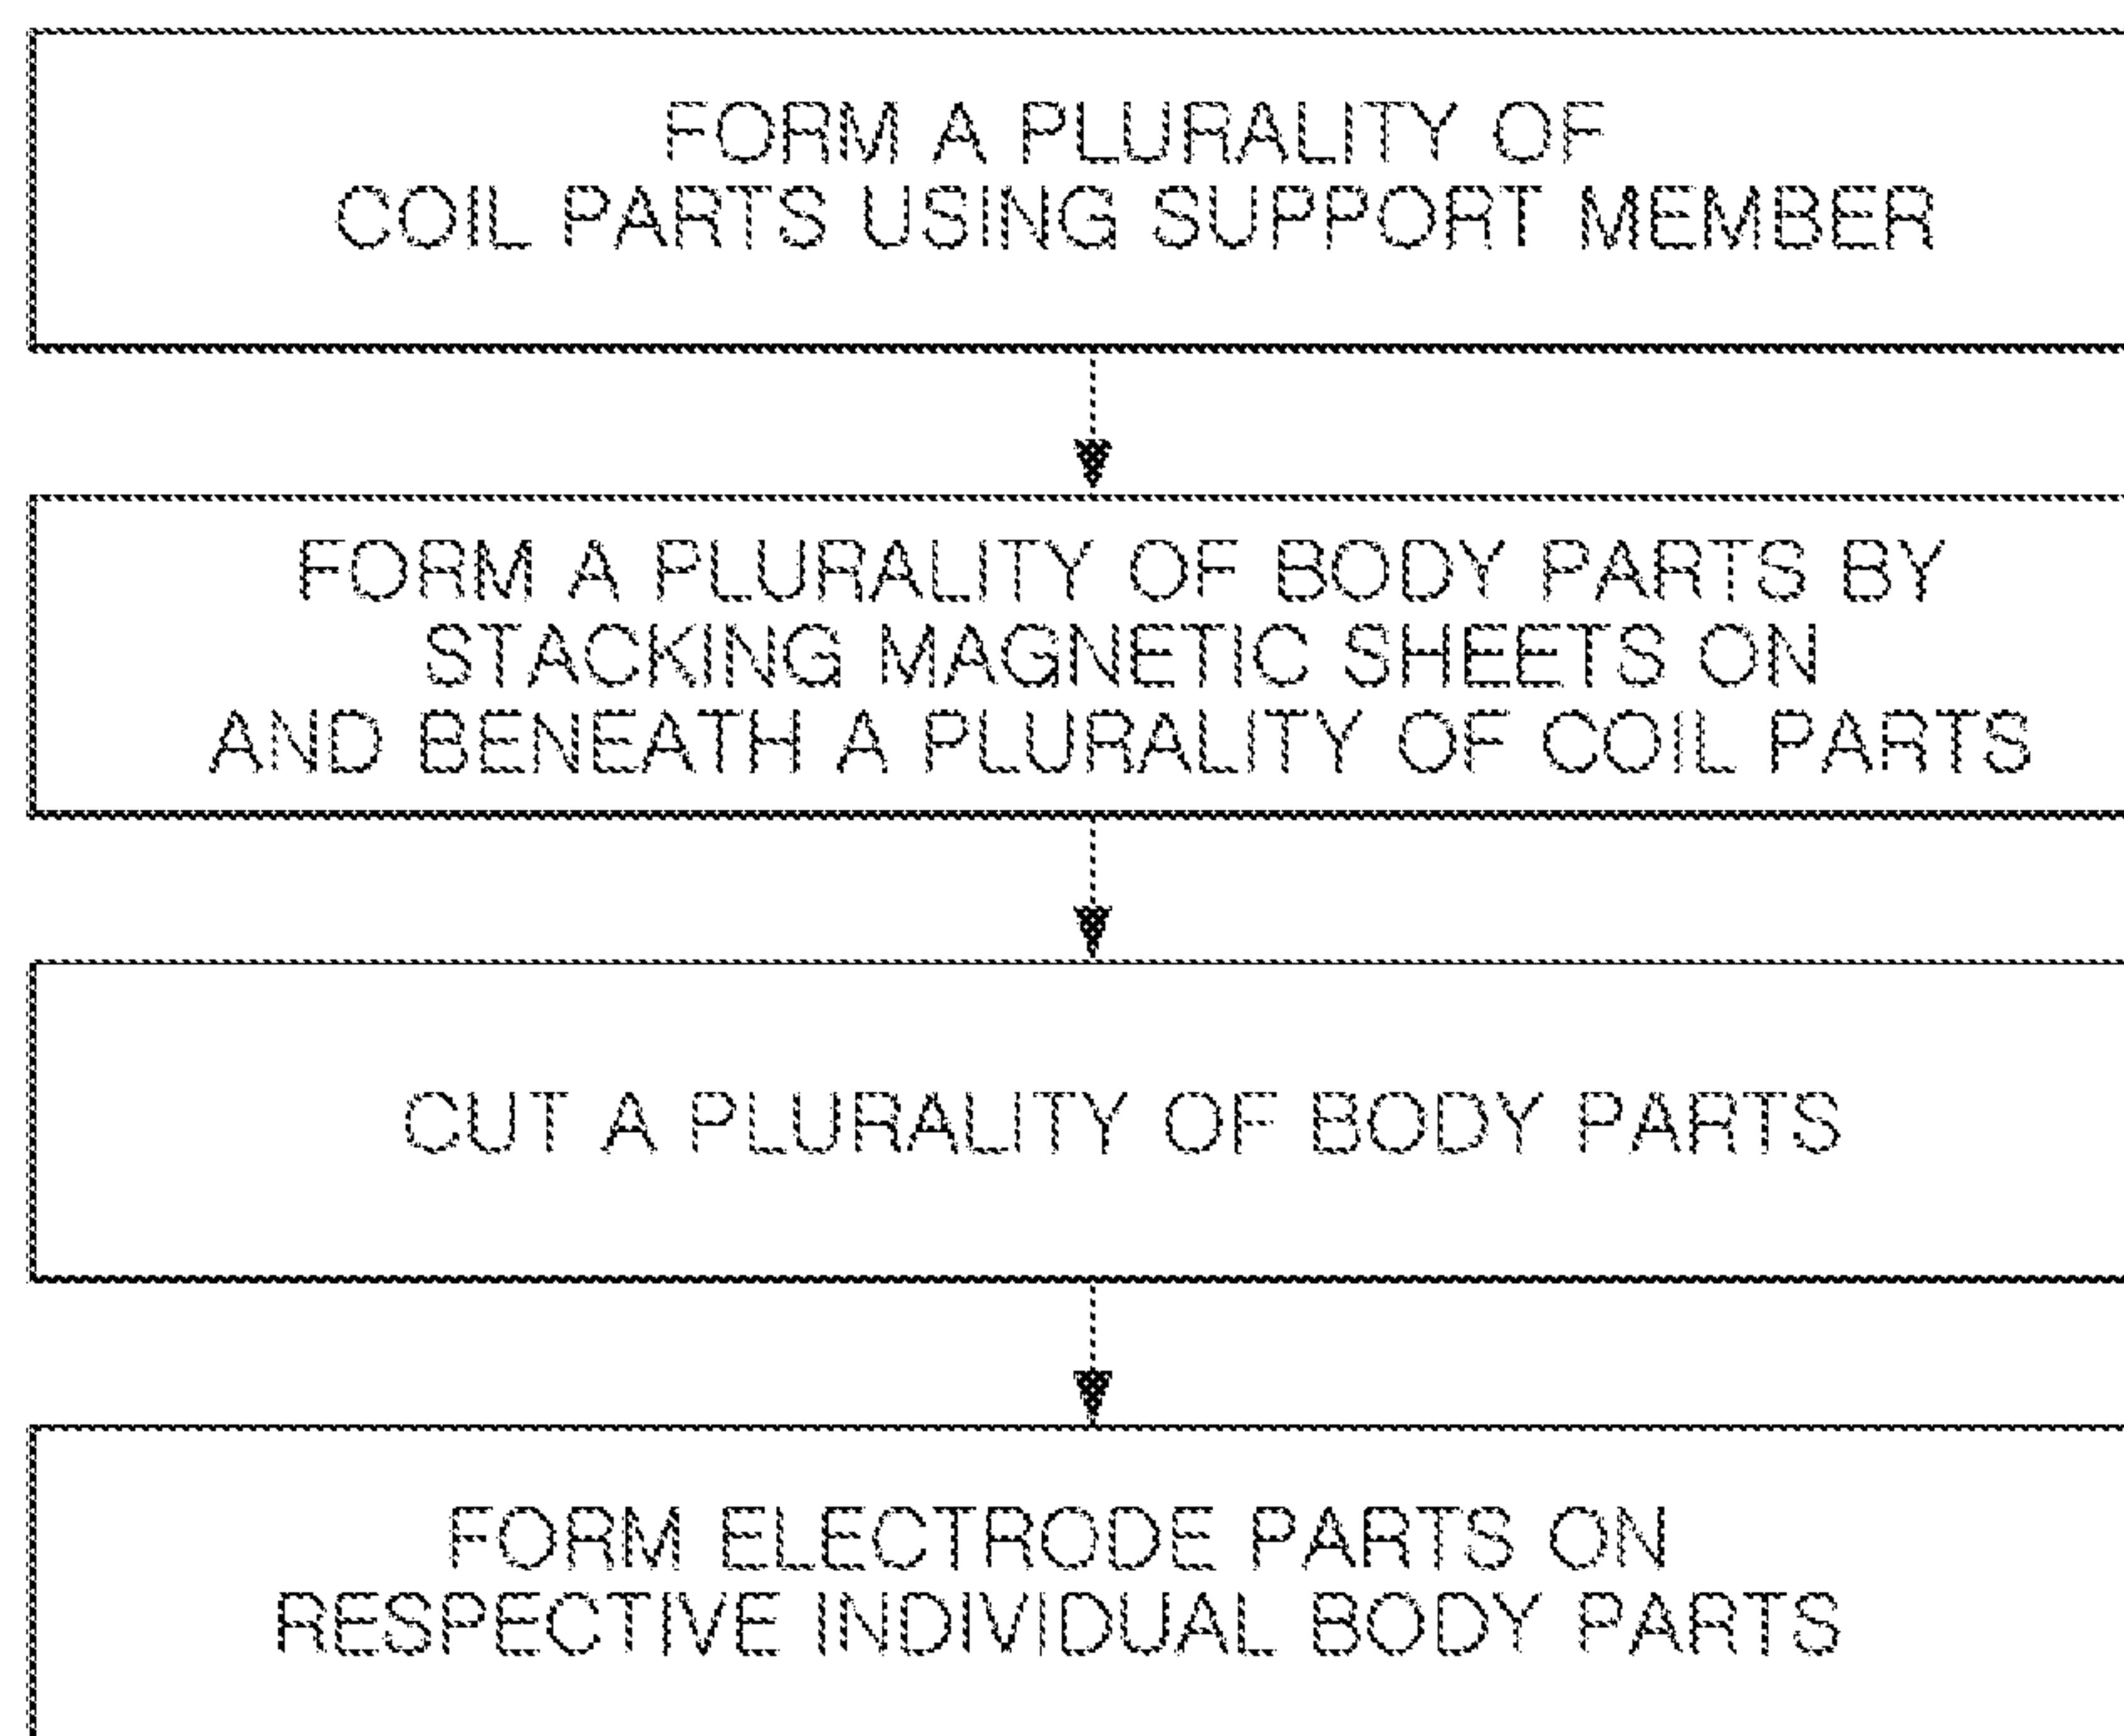 FORM A PLURALITY OF
COIL PARTS USING SUPPORT MEMBER
FORM A PLURALITY OF BODY PARTS BY
STACKING MAGNETIC SHEETS ON
AND BENEATH A PLURALITY OF COIL PARTS
CUT A PLURALITY OF BODY PARTS
FORM ELECTRODE PARTS ON
RESPECTIVE INDIVIDUAL BODY PARTS